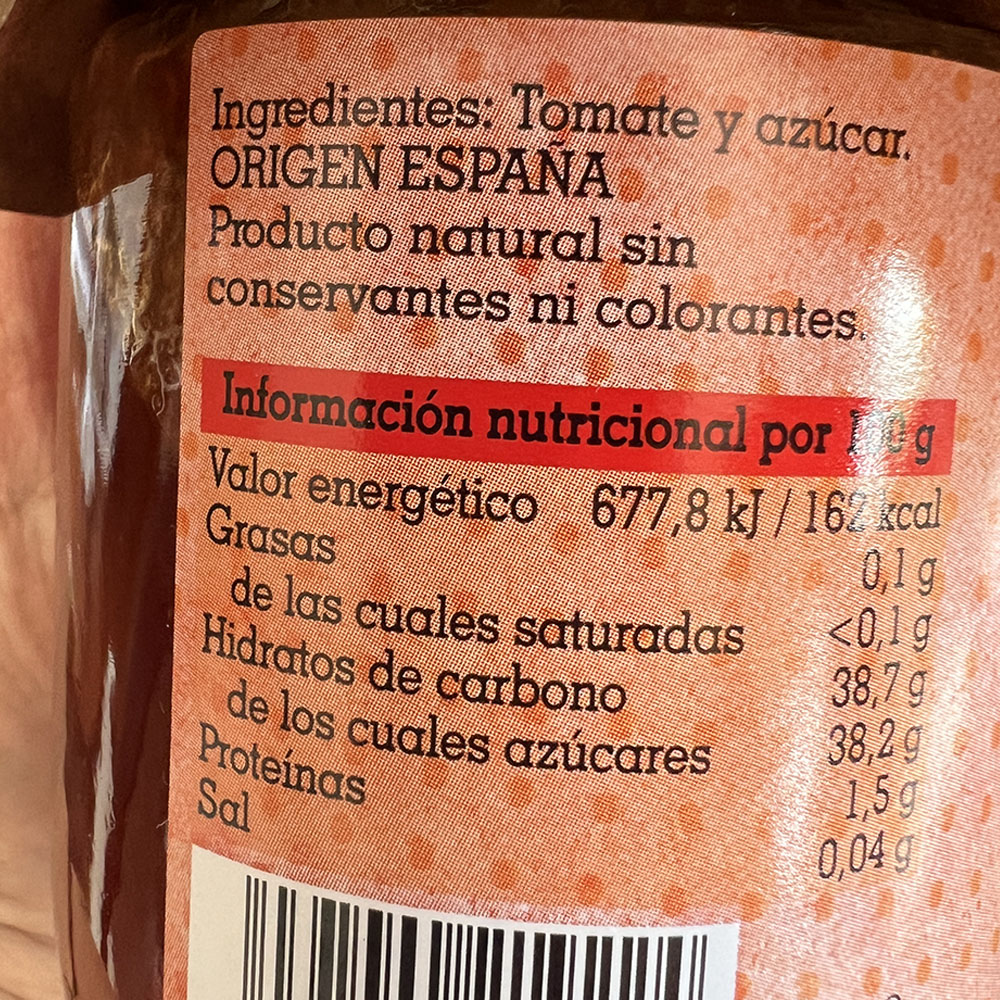 Ingredientes: Tomate y azúcar.
ORIGEN ESPAÑA
Producto natural sin
conservantes ni colorantes.
Información nutricional por 100 g
Valor energético 677,8 kJ / 162 kcal
Grasas 0,1 g
de las cuales saturadas <0,1 g
Hidratos de carbono 38,7 g
de los cuales azúcares 38,2 g
Proteínas 1,5 g
Sal 0,04 g